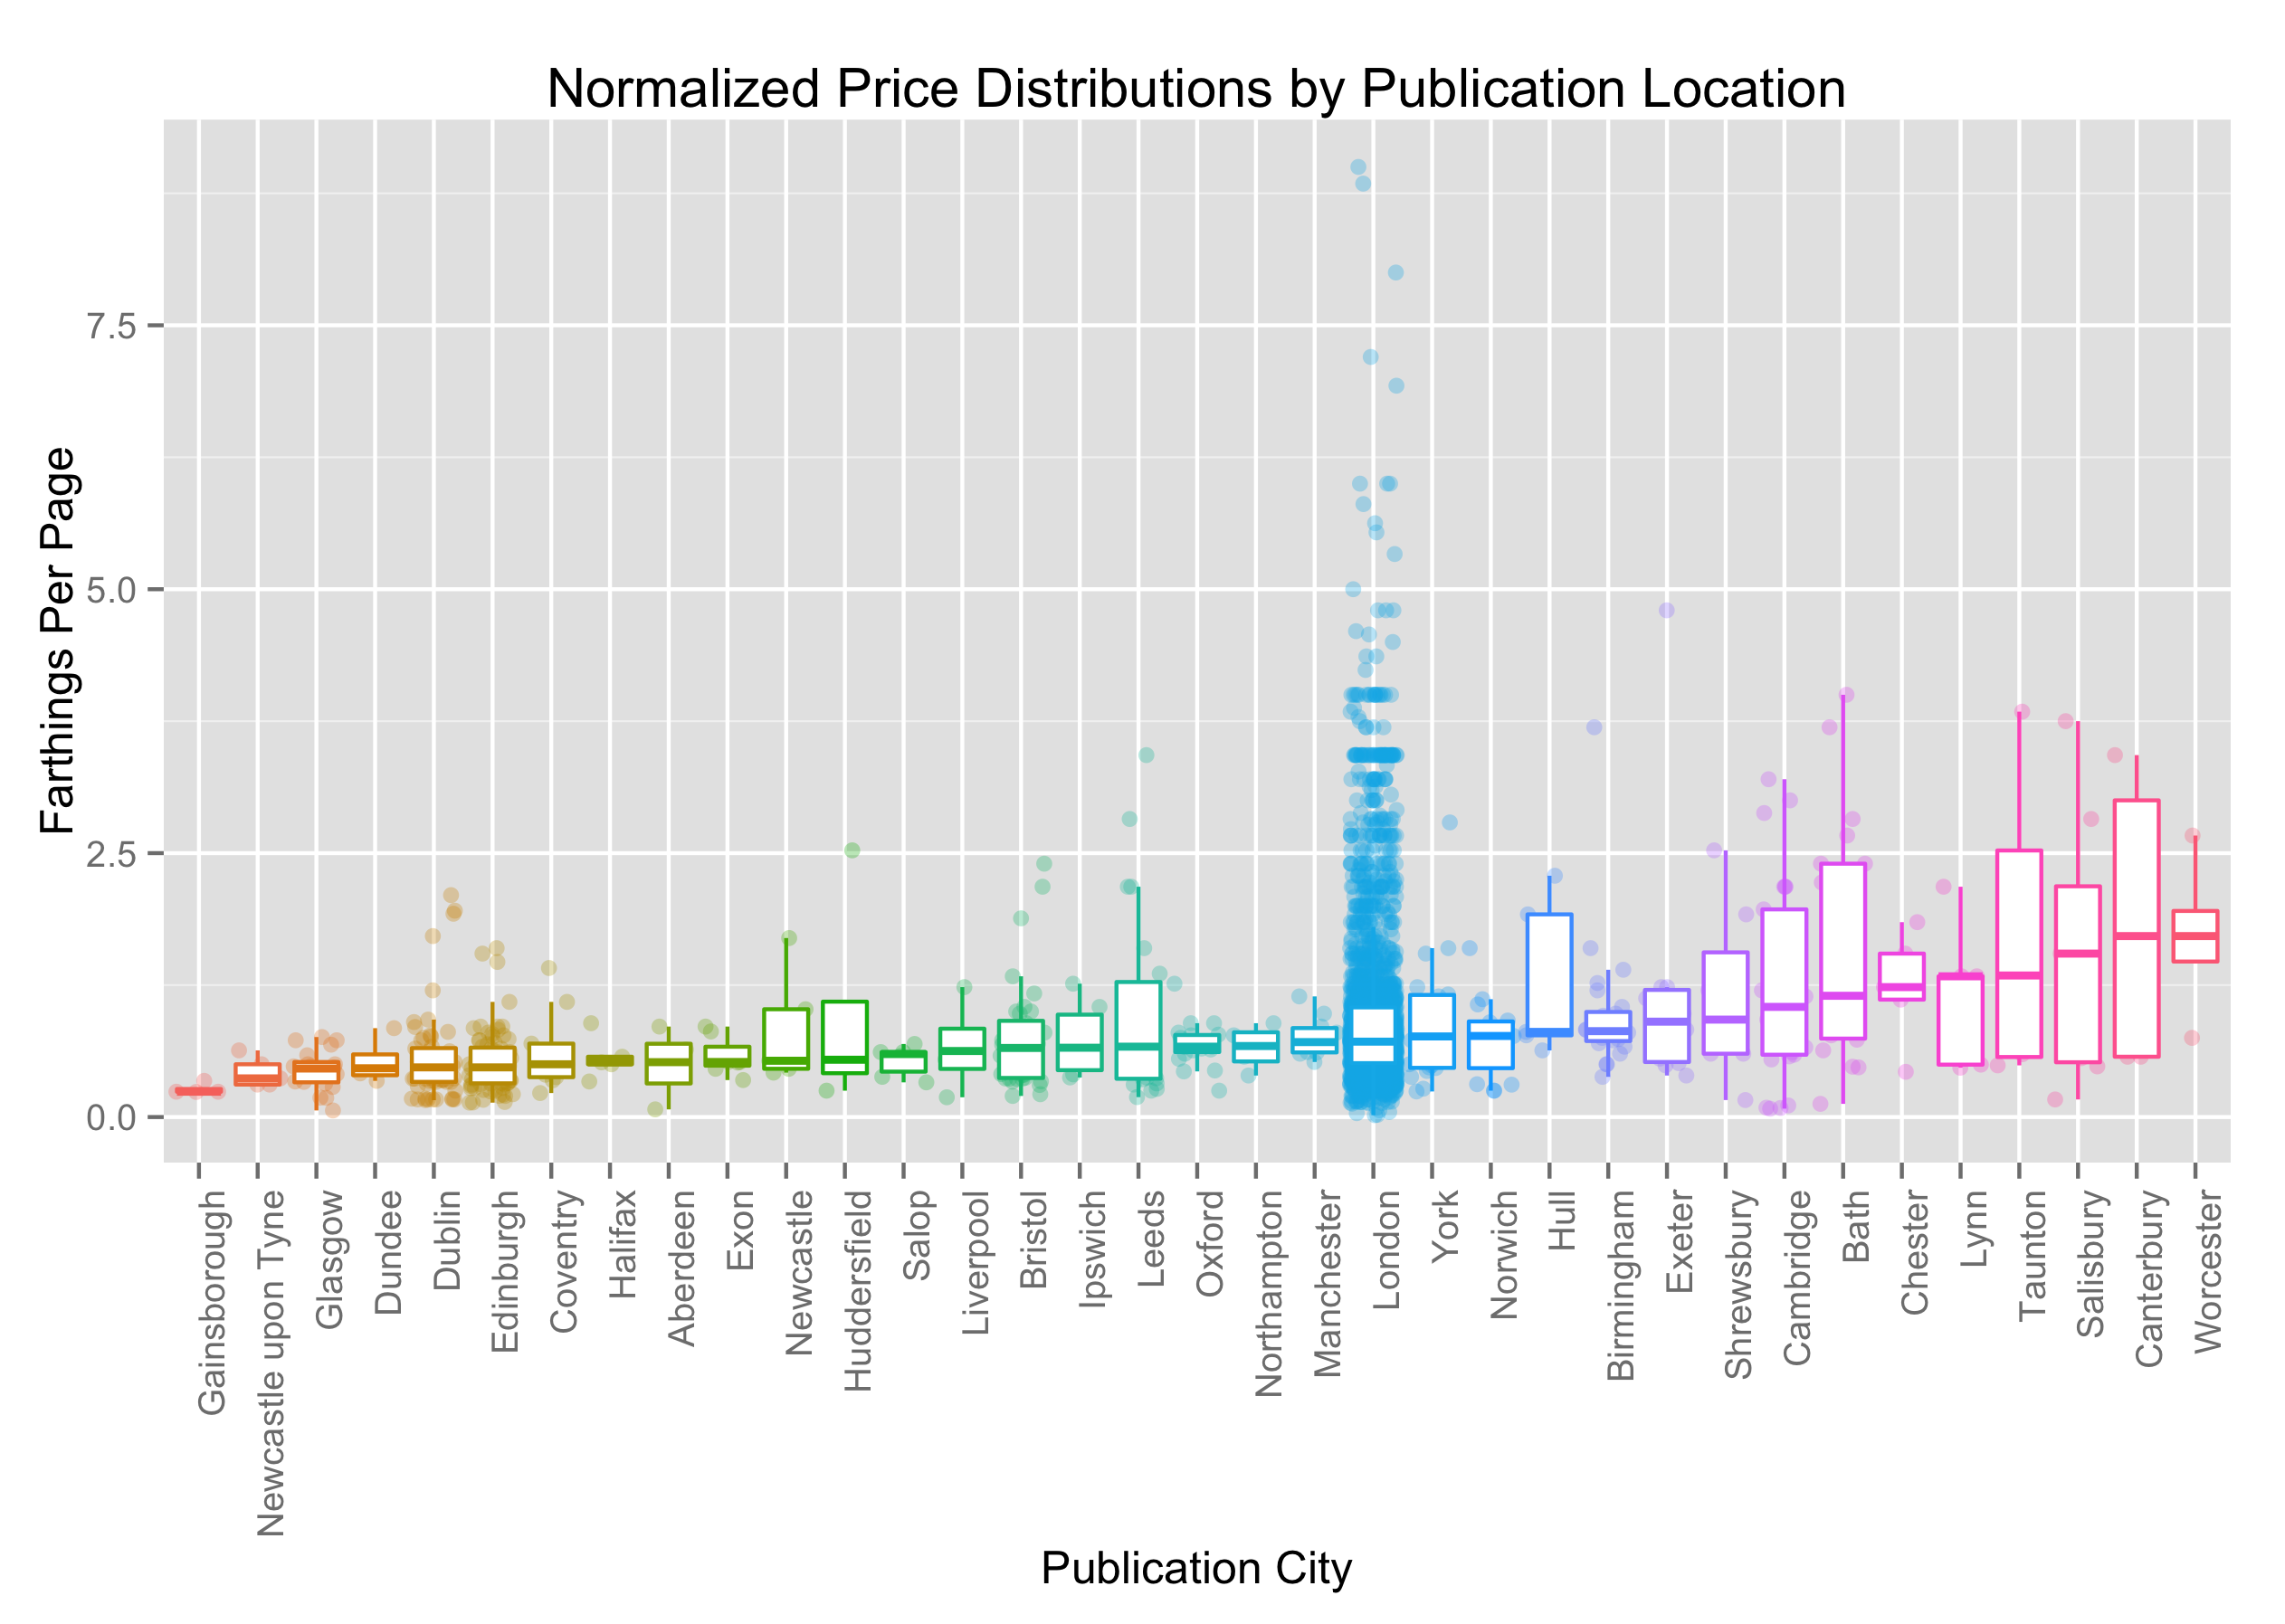 Normalized Price Distributions by Publication Location
Farthings Per Page
7.5
5.0
2.5
0.0
Gainsborough
Newcastle upon Tyne
Glasgow
Dundee
Dublin
Edinburgh
Coventry
Halifax
Aberdeen
Exon
Newcastle
Huddersfield
Salop
Liverpool
Bristol
Ipswich
Leeds
Oxford
Northampton
Manchester
London
York
Norwich
Hull
Birmingham
Exeter
Shrewsbury
Cambridge
Bath
Chester
Lynn
Taunton
Salisbury
Canterbury
Worcester
Publication City